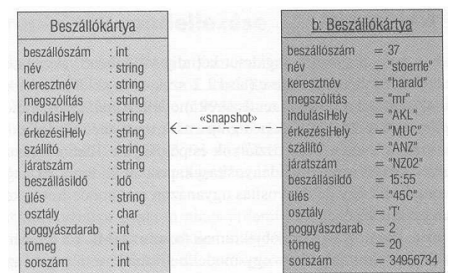 Beszállókártya
beszállószám : int
név : string
keresztnév : string
megszólítás : string
indulásiHely : string
érkezésiHely : string
szállító : string
járatszám : string
beszállásiIdő : Idő
ülés : string
osztály : char
poggyászdarab : int
tömeg : int
sorszám : int
«snapshot»
b: Beszállókártya
beszállószám = 37
név = "stoerrle"
keresztnév = "harald"
megszólítás = "mr"
indulásiHely = "AKL"
érkezésiHely = "MUC"
szállító = "ANZ"
járatszám = "NZ02"
beszállásiIdő = 15:55
ülés = "45C"
osztály = 'T'
poggyászdarab = 2
tömeg = 20
sorszám = 34956734